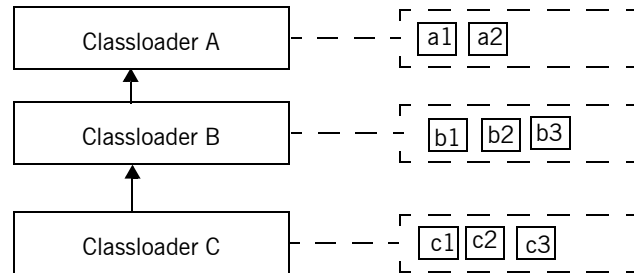 Classloader A a1 a2
Classloader B b1 b2 b3
Classloader C c1 c2 c3